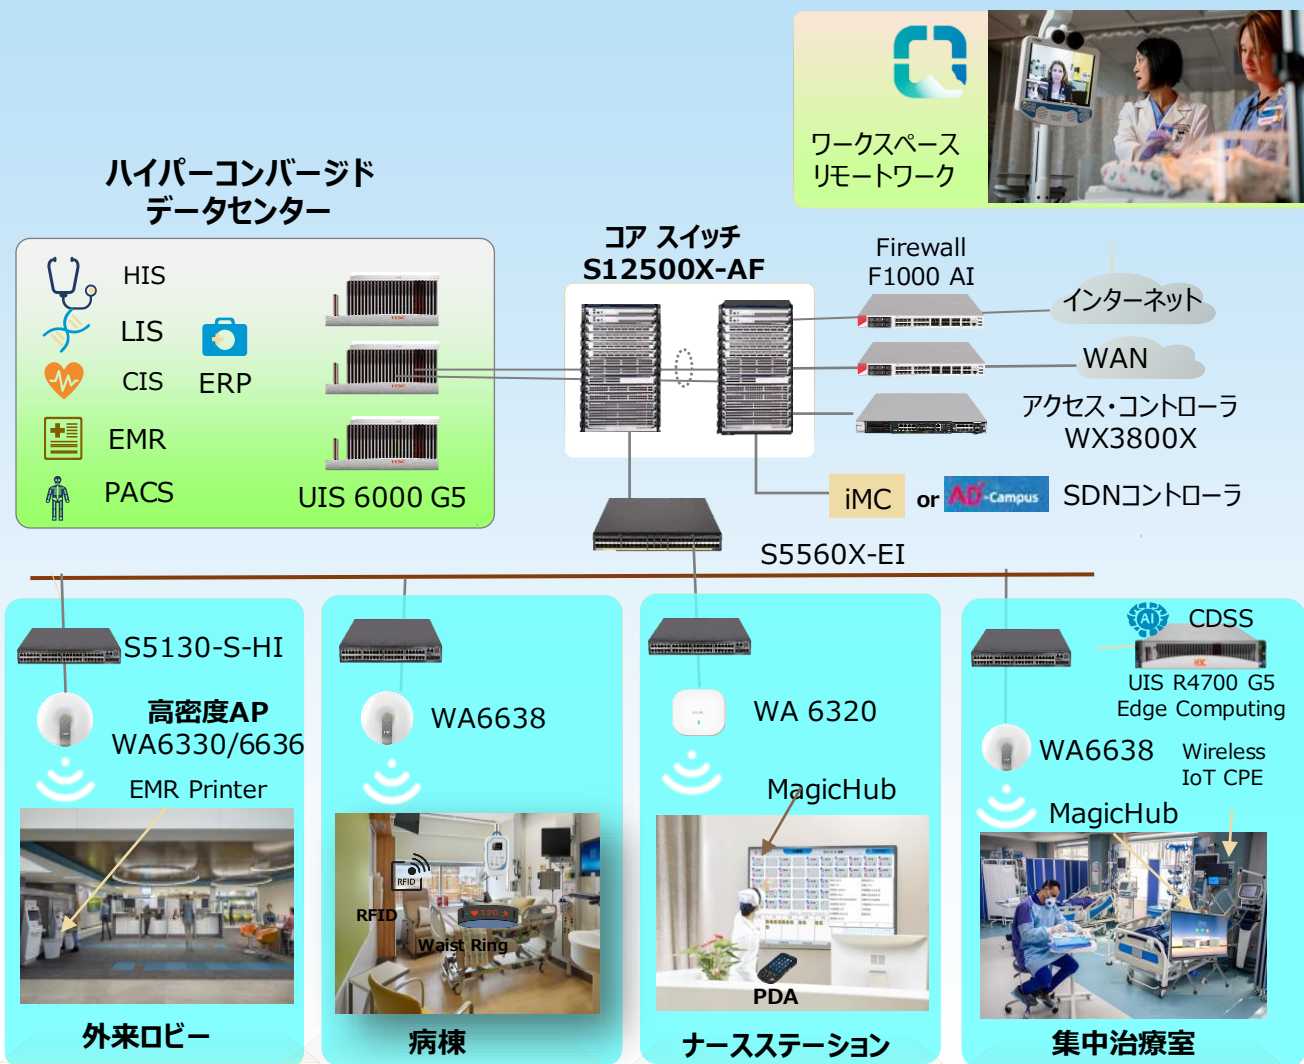 ワークスペース
リモートワーク
ハイパーコンバージド
データセンター
HIS
LIS
CIS
ERP
EMR
PACS
H3C
H3C
H3C
UIS 6000 G5
コア スイッチ
S12500X-AF
Firewall
F1000 AI
インターネット
WAN
アクセス・コントローラ
WX3800X
iMC
or
AD-Campus
SDNコントローラ
S5560X-EI
S5130-S-HI
高密度AP
WA6330/6636
EMR Printer
外来ロビー
WA6638
RFID
RFID
Waist Ring
120
病棟
WA 6320
MagicHub
PDA
ナースステーション
AI
CDSS
H3C
UIS R4700 G5
Edge Computing
WA6638
Wireless
IoT CPE
MagicHub
集中治療室